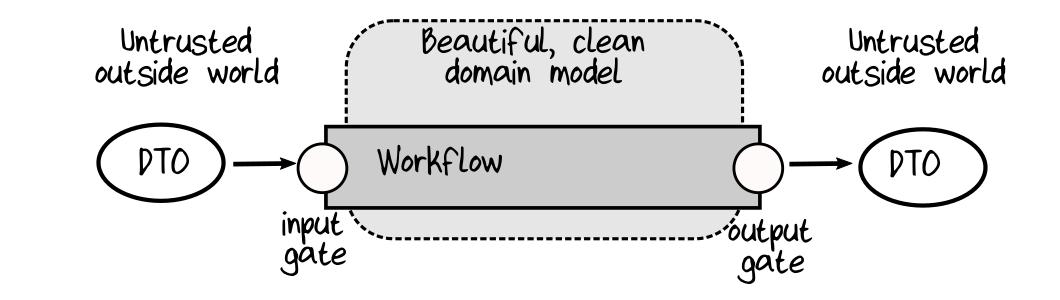 Untrusted
outside world
Beautiful, clean
domain model
Untrusted
outside world
DTO
Workflow
DTO
input
gate
output
gate